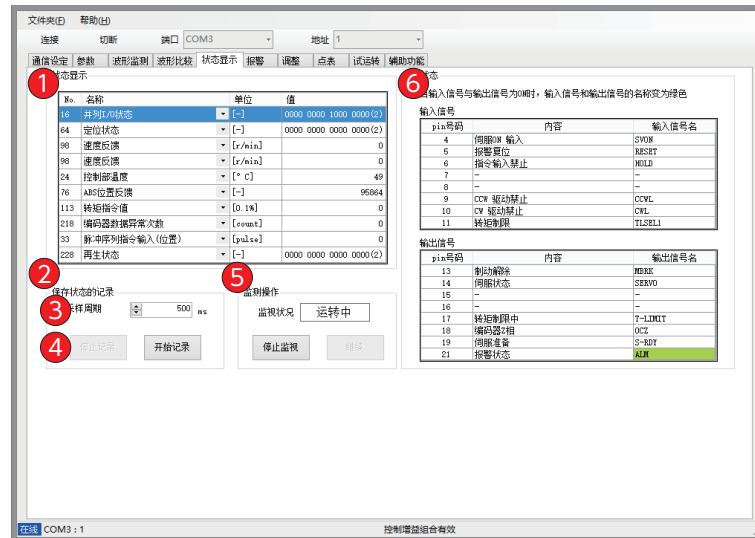 文件夹(F) 帮助(H)
连接 切断 端口 COM3 地址 1
通信设定 参数 波形监测 波形比较 状态显示 报警 调整 点表 试运转 辅助功能
1 状态显示
No. 名称 单位 值
16 并列I/O状态 [-] 0000 0000 1000 0000(2)
64 定位状态 [-] 0000 0000 0000 0000(2)
98 速度反馈 [r/min] 0
98 速度反馈 [r/min] 0
24 控制部温度 [° C] 49
76 ABS位置反馈 [-] 95864
113 转矩指令值 [0.1%] 0
218 编码器数据异常次数 [count] 0
33 脉冲序列指令输入(位置) [pulse] 0
228 再生状态 [-] 0000 0000 0000 0000(2)
2
保存状态的记录
3 样周期 500 ms
4 停止记录 开始记录
5
监测操作
监视状况 运转中
停止监视 继续
6 态
当输入信号与输出信号为ON时，输入信号和输出信号的名称变为绿色
输入信号
pin号码 内容 输入信号名
4 伺服ON 输入 SVON
5 报警复位 RESET
6 指令输入禁止 HOLD
7 - -
8 - -
9 CCW 驱动禁止 CCWL
10 CW 驱动禁止 CWL
11 转矩制限 TLSEL1
输出信号
pin号码 内容 输出信号名
13 制动解除 MBRK
14 伺服状态 SERVO
15 - -
16 - -
17 转矩制限中 T-LIMIT
18 编码器Z相 OCZ
19 伺服准备 S-RDY
21 报警状态 ALM
在线 COM3 : 1 控制增益组合有效